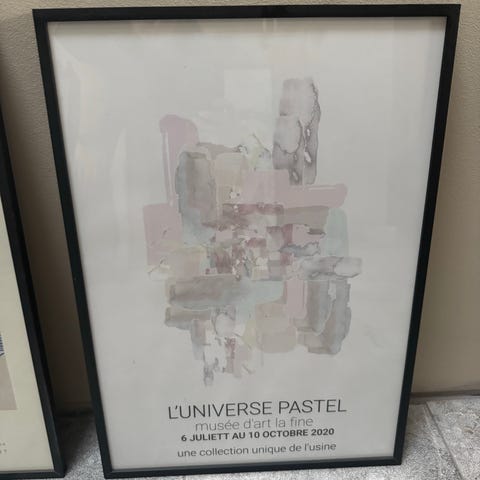 L'UNIVERSE PASTEL
musée d'art la fine
6 JULIETT AU 10 OCTOBRE 2020
une collection unique de l'usine